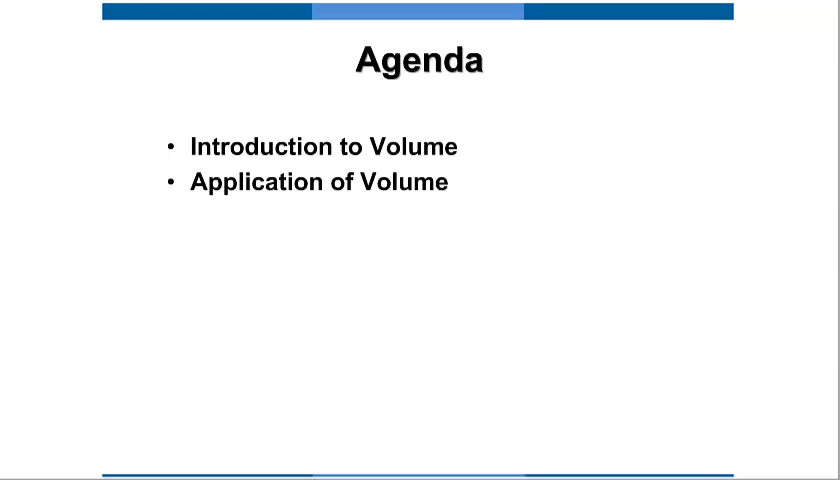 Agenda
• Introduction to Volume
• Application of Volume